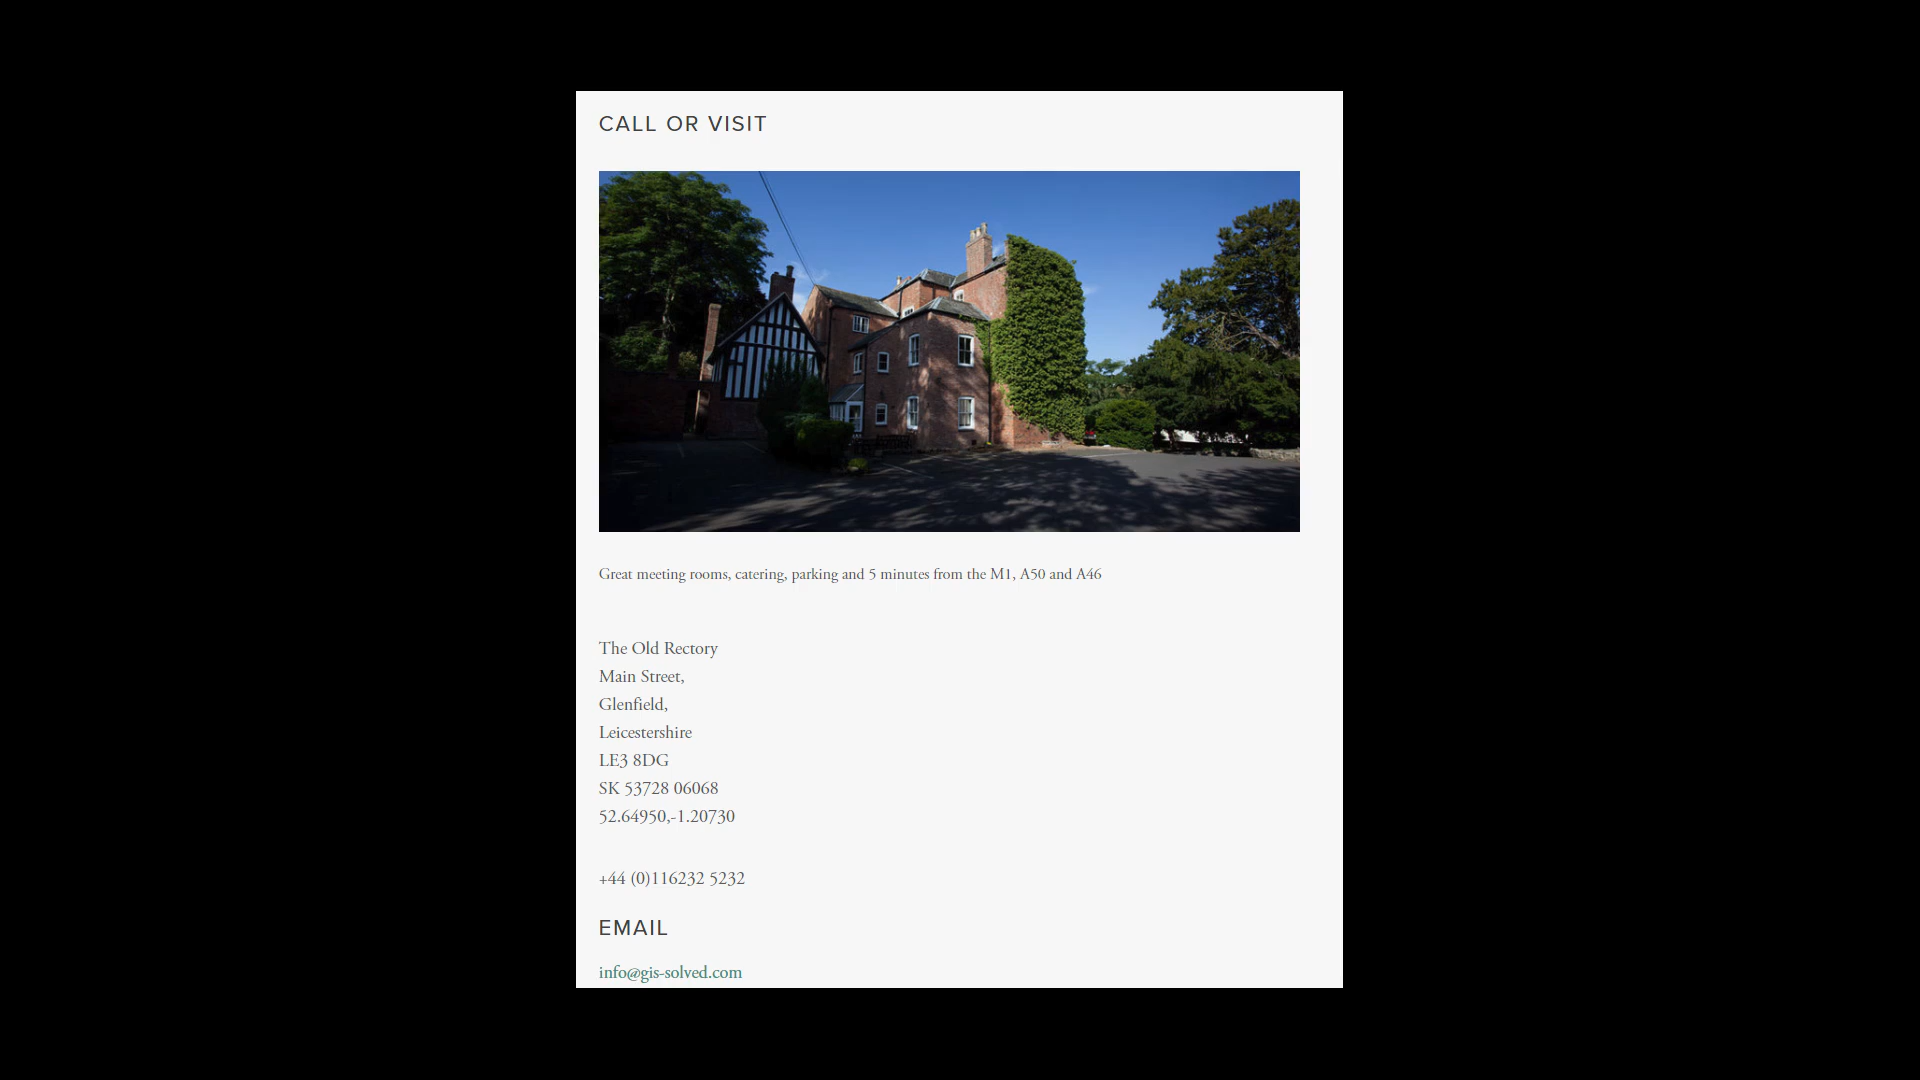 CALL OR VISIT
Great meeting rooms, catering, parking and 5 minutes from the M1, A50 and A46
The Old Rectory
Main Street,
Glenfield,
Leicestershire
LE3 8DG
SK 53728 06068
52.64950,-1.20730
+44 (0)116232 5232
EMAIL
info@gis-solved.com